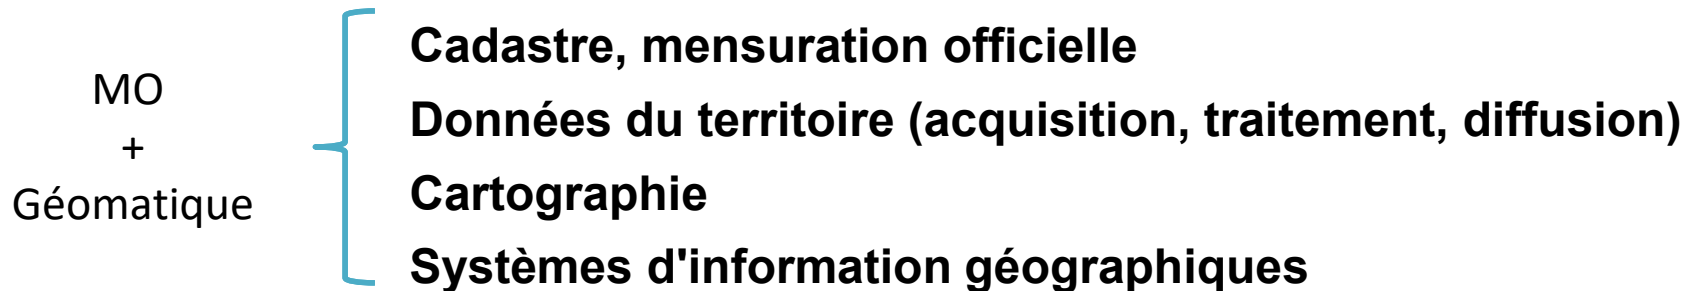 MO
+
Géomatique
Cadastre, mensuration officielle
Données du territoire (acquisition, traitement, diffusion)
Cartographie
Systèmes d'information géographiques